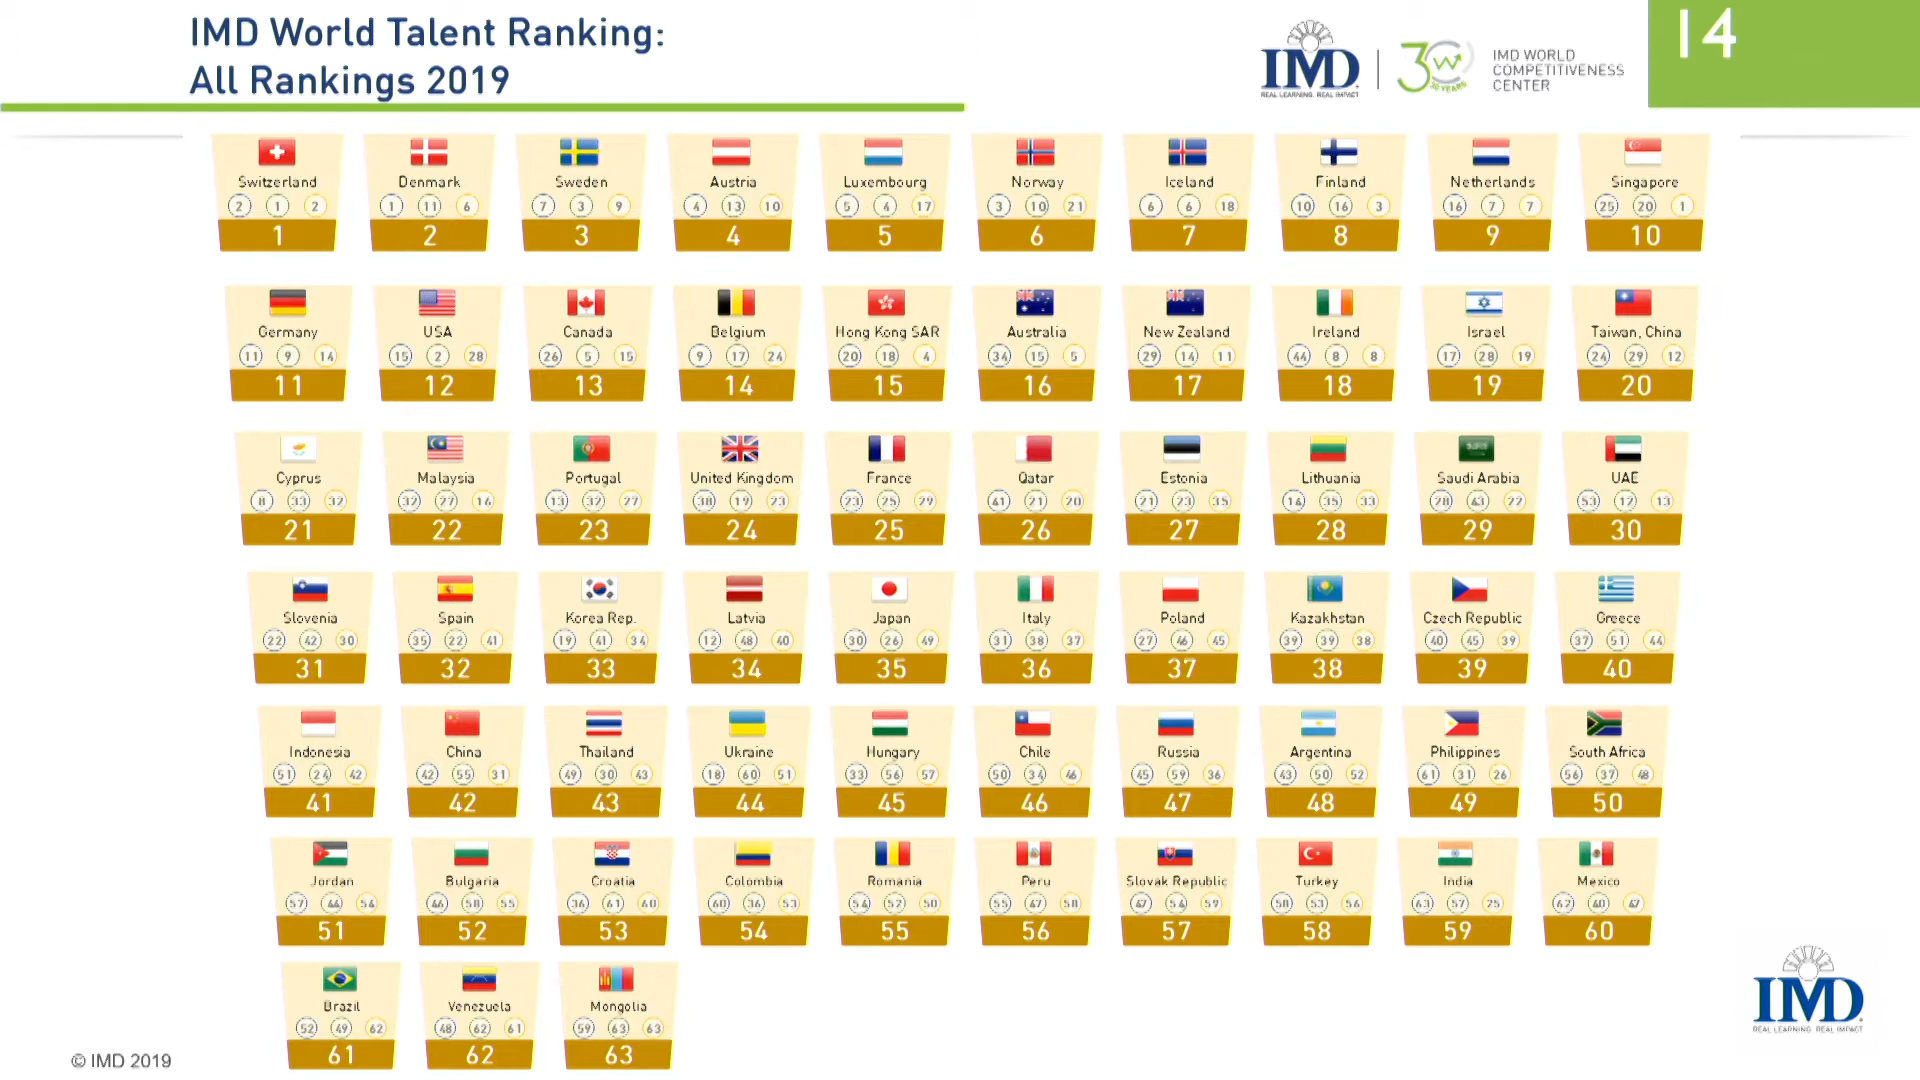 IMD World Talent Ranking:
All Rankings 2019
IMD
REAL LEARNING. REAL IMPACT
30 YEARS
IMD WORLD
COMPETITIVENESS
CENTER
14
Switzerland Denmark Sweden Austria Luxembourg Norway Iceland Finland Netherlands Singapore
2 1 2 1 11 6 7 3 9 4 13 10 5 4 17 3 10 21 6 6 18 10 16 3 16 7 7 25 20 1
1 2 3 4 5 6 7 8 9 10
Germany USA Canada Belgium Hong Kong SAR Australia New Zealand Ireland Israel Taiwan, China
11 9 14 15 2 28 26 5 15 9 17 24 20 18 4 34 15 5 29 14 11 44 8 8 17 28 19 24 29 12
11 12 13 14 15 16 17 18 19 20
Cyprus Malaysia Portugal United Kingdom France Qatar Estonia Lithuania Saudi Arabia UAE
8 33 32 32 27 16 13 32 27 38 19 23 23 25 29 41 21 20 21 23 35 14 35 33 28 43 22 53 12 13
21 22 23 24 25 26 27 28 29 30
Slovenia Spain Korea Rep. Latvia Japan Italy Poland Kazakhstan Czech Republic Greece
22 42 30 35 22 41 19 41 34 12 48 40 30 26 49 31 38 37 27 46 45 39 39 38 40 45 39 37 51 44
31 32 33 34 35 36 37 38 39 40
Indonesia China Thailand Ukraine Hungary Chile Russia Argentina Philippines South Africa
51 24 42 42 55 31 49 30 43 18 60 51 33 56 57 50 34 46 45 59 36 43 50 52 61 31 26 56 37 48
41 42 43 44 45 46 47 48 49 50
Jordan Bulgaria Croatia Colombia Romania Peru Slovak Republic Turkey India Mexico
57 44 54 46 58 55 36 61 60 60 36 53 54 52 50 55 47 58 47 54 59 58 53 56 63 57 25 62 40 47
51 52 53 54 55 56 57 58 59 60
Brazil Venezuela Mongolia
52 49 62 48 62 61 59 63 63
61 62 63
IMD
REAL LEARNING. REAL IMPACT
© IMD 2019